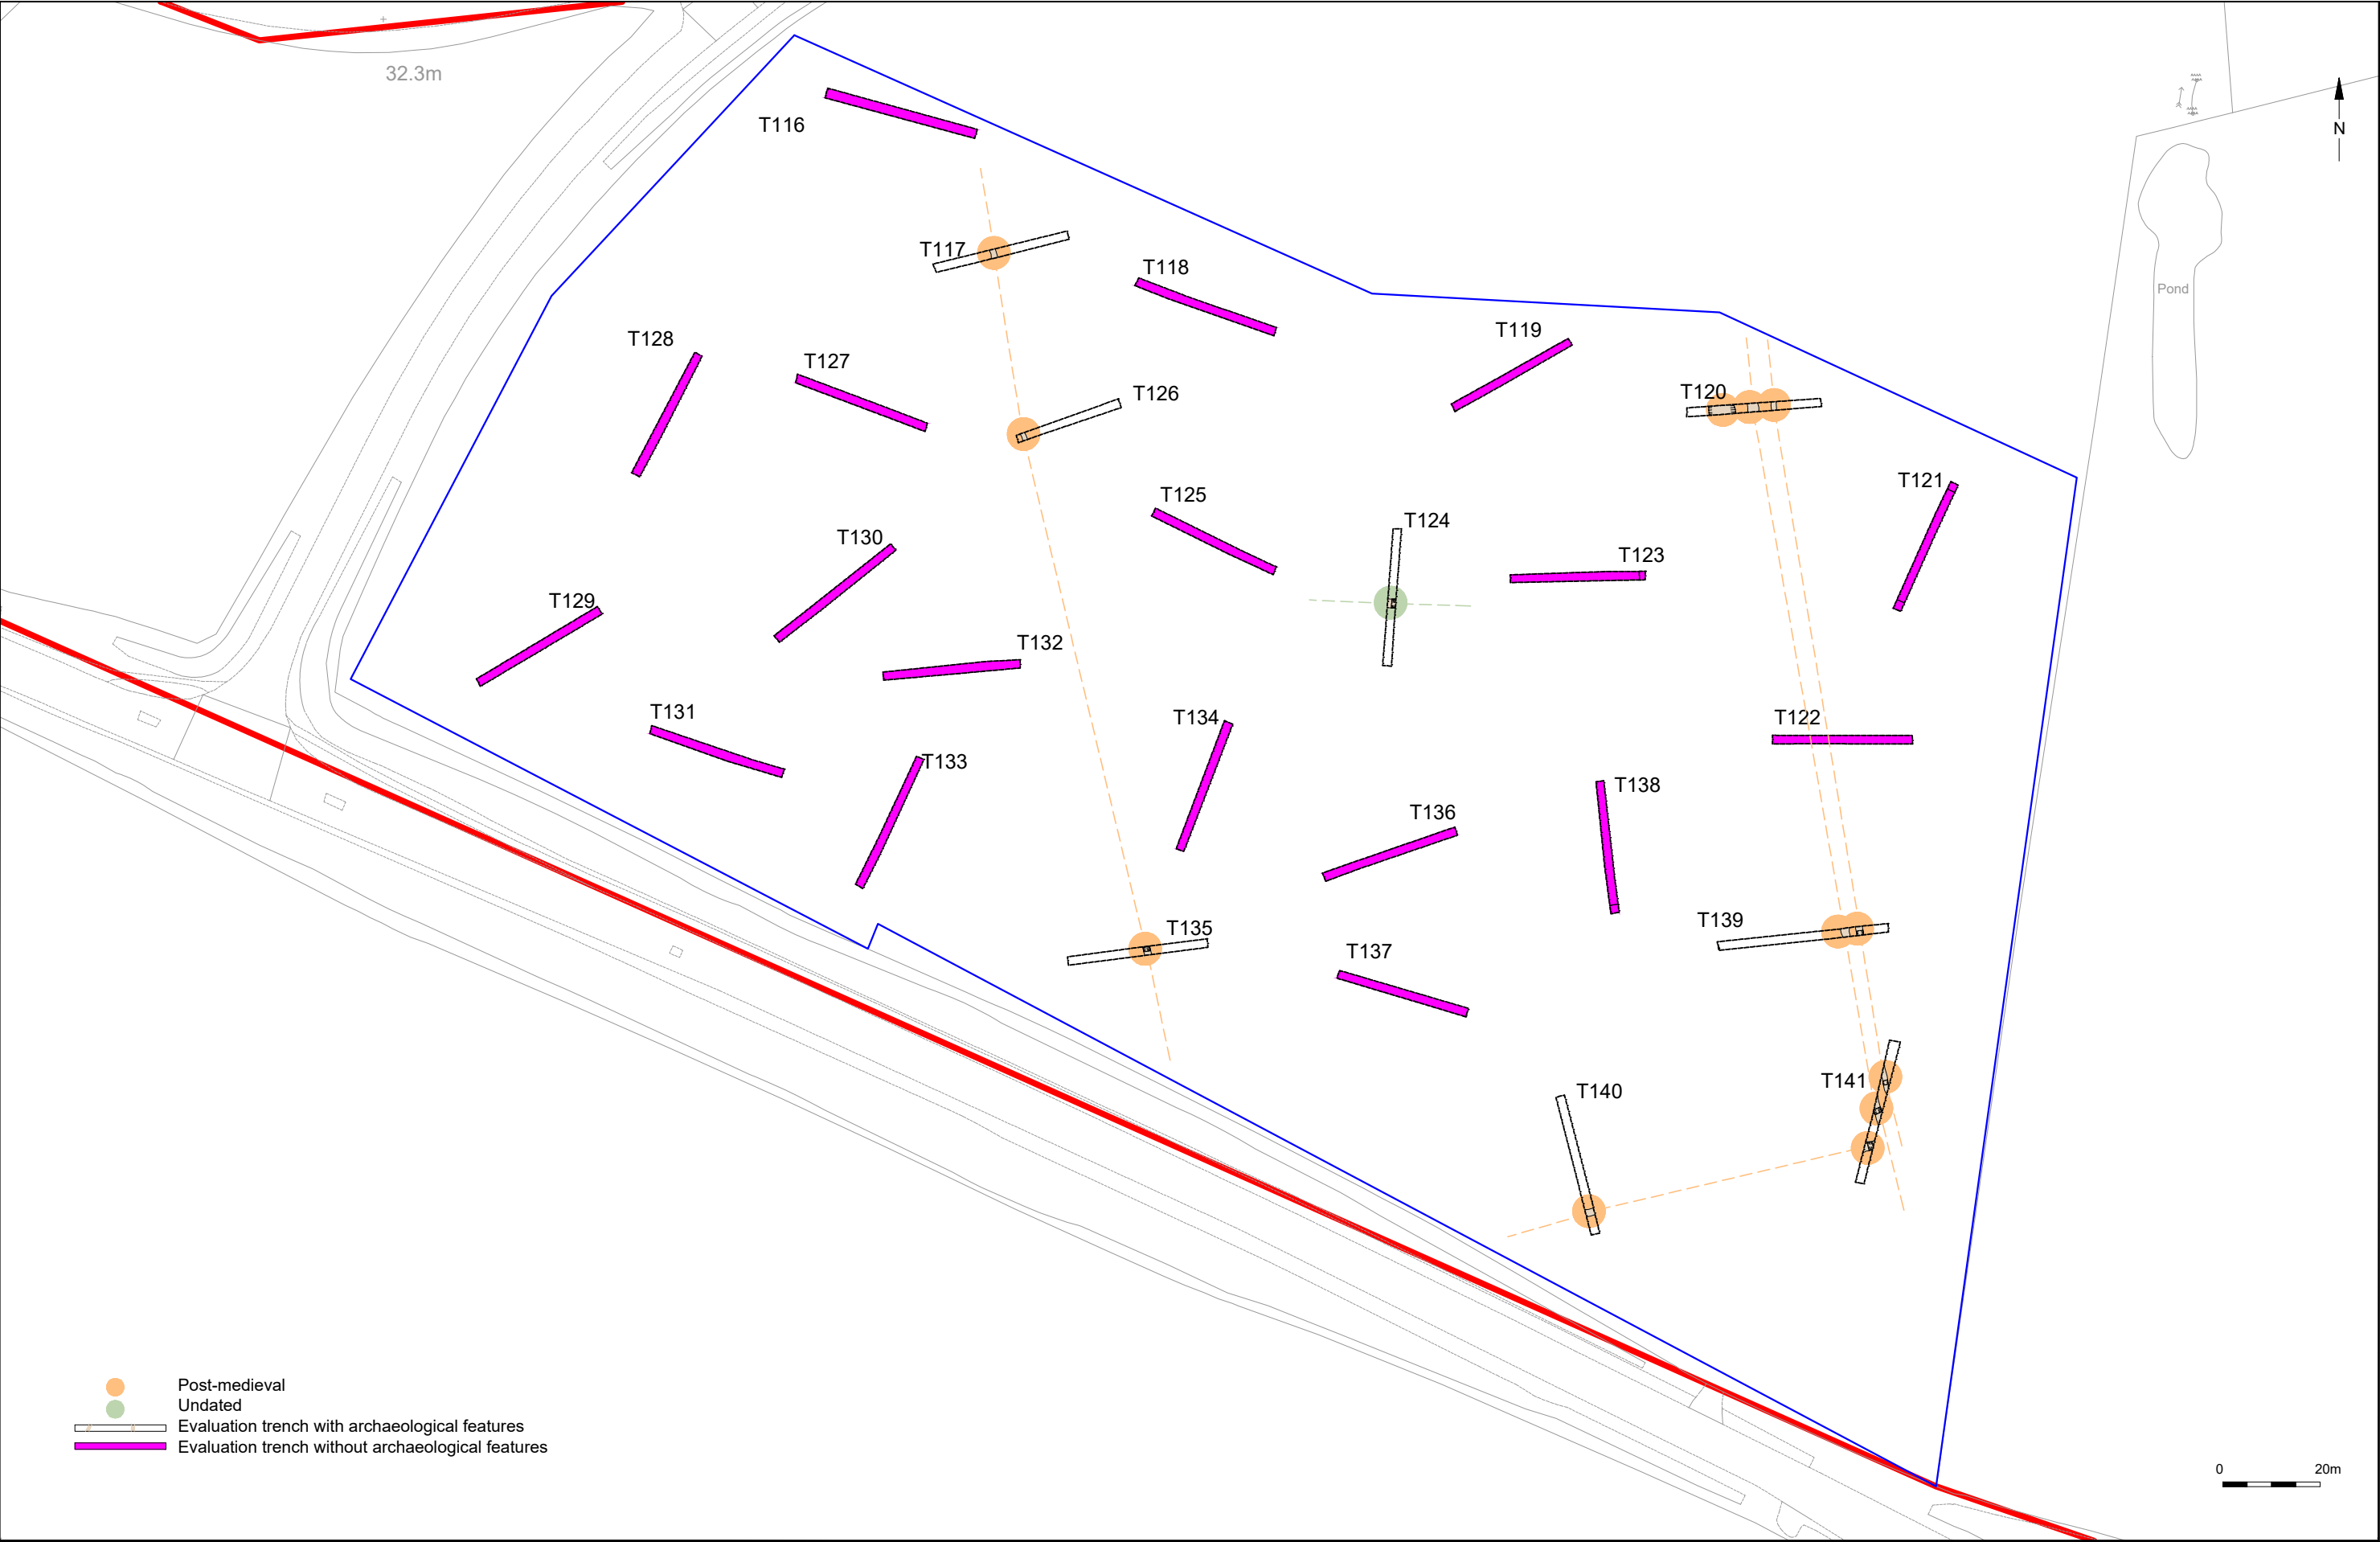 32.3m
T116
N
T117
T118
Pond
T119
T128
T127
T126
T120
T121
T125
T124
T130
T123
T129
T132
T131
T134
T122
T133
T138
T136
T135
T139
T137
T141
T140
Post-medieval
Undated
Evaluation trench with archaeological features
Evaluation trench without archaeological features
0 20m